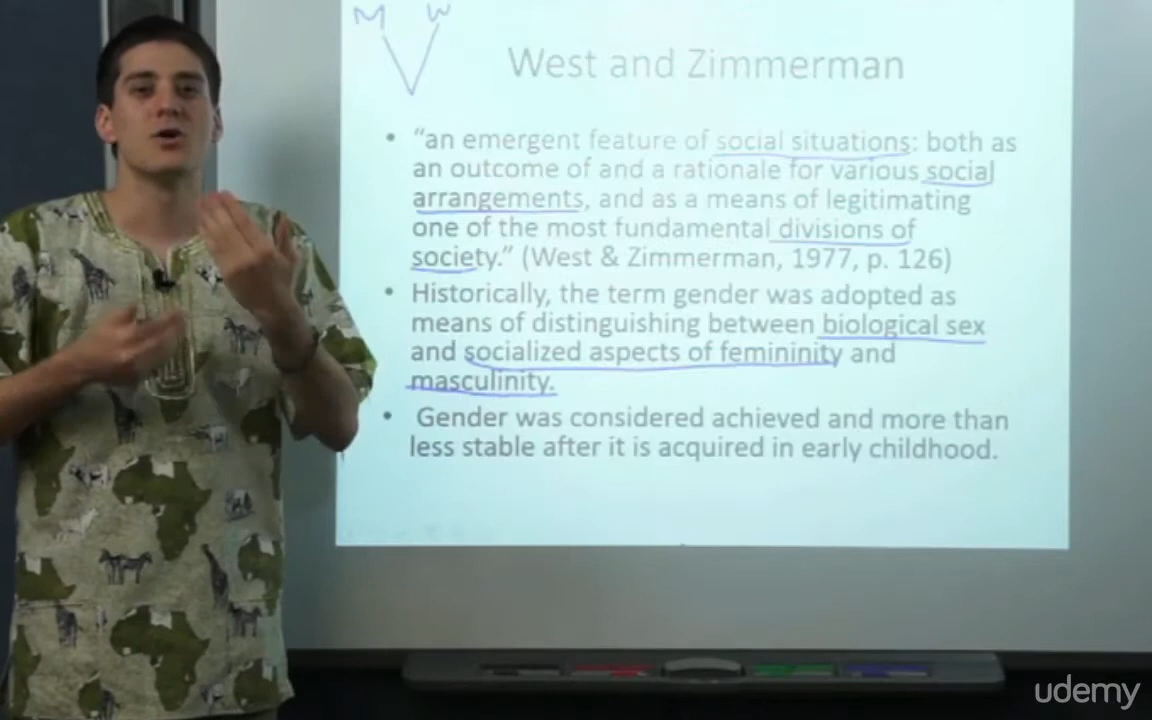 M W
West and Zimmerman
• "an emergent feature of social situations: both as
an outcome of and a rationale for various social
arrangements, and as a means of legitimating
one of the most fundamental divisions of
society." (West & Zimmerman, 1977, p. 126)
• Historically, the term gender was adopted as
means of distinguishing between biological sex
and socialized aspects of femininity and
masculinity.
• Gender was considered achieved and more than
less stable after it is acquired in early childhood.
udemy